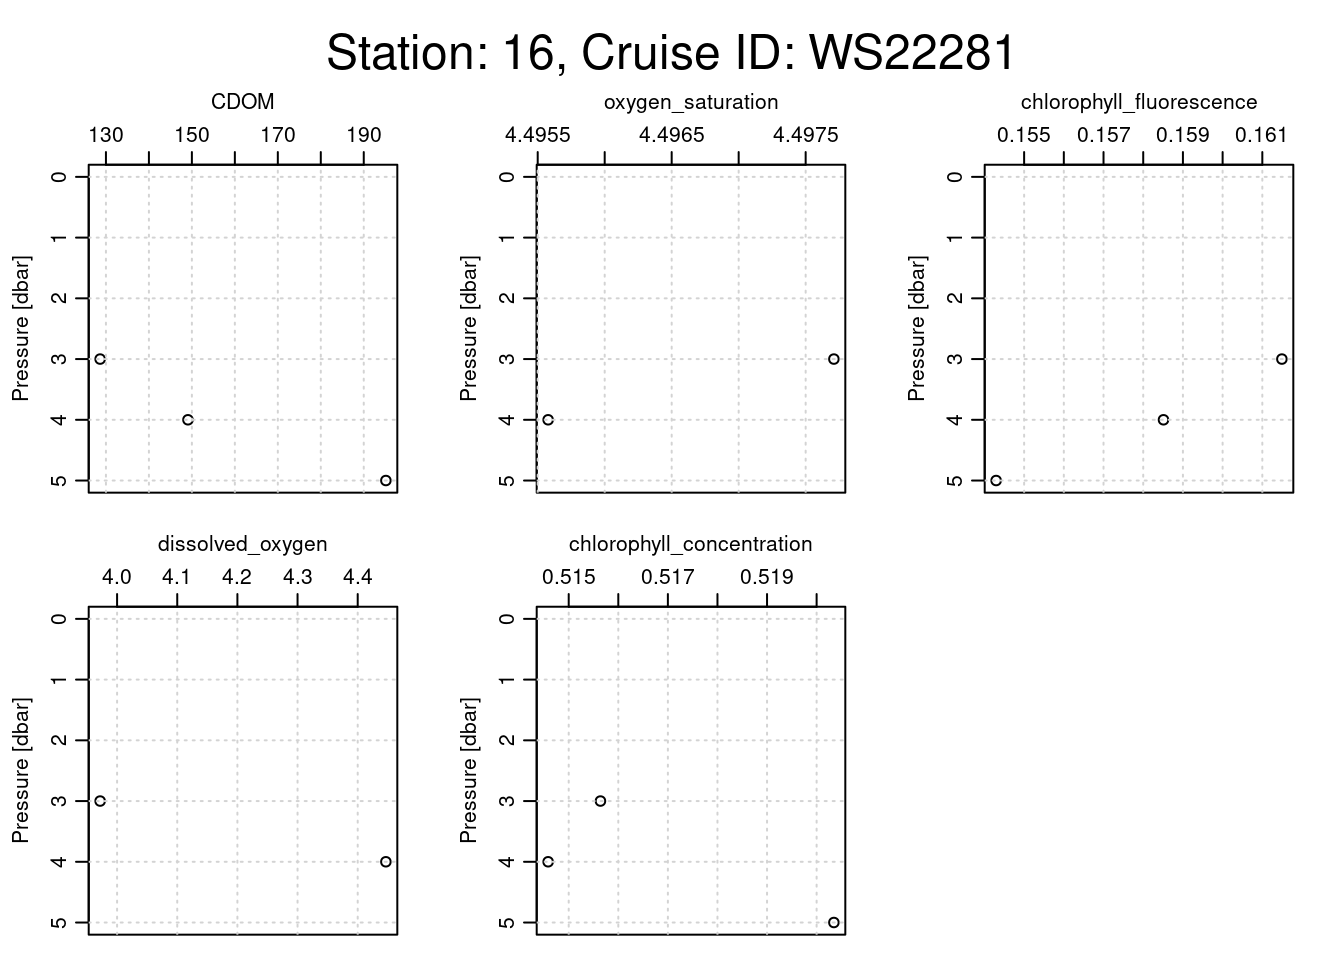 Station: 16, Cruise ID: WS22281
CDOM
130 150 170 190
Pressure [dbar]
0
1
2
3
4
5
oxygen_saturation
4.4955 4.4965 4.4975
Pressure [dbar]
0
1
2
3
4
5
chlorophyll_fluorescence
0.155 0.157 0.159 0.161
Pressure [dbar]
0
1
2
3
4
5
dissolved_oxygen
4.0 4.1 4.2 4.3 4.4
Pressure [dbar]
0
1
2
3
4
5
chlorophyll_concentration
0.515 0.517 0.519
Pressure [dbar]
0
1
2
3
4
5